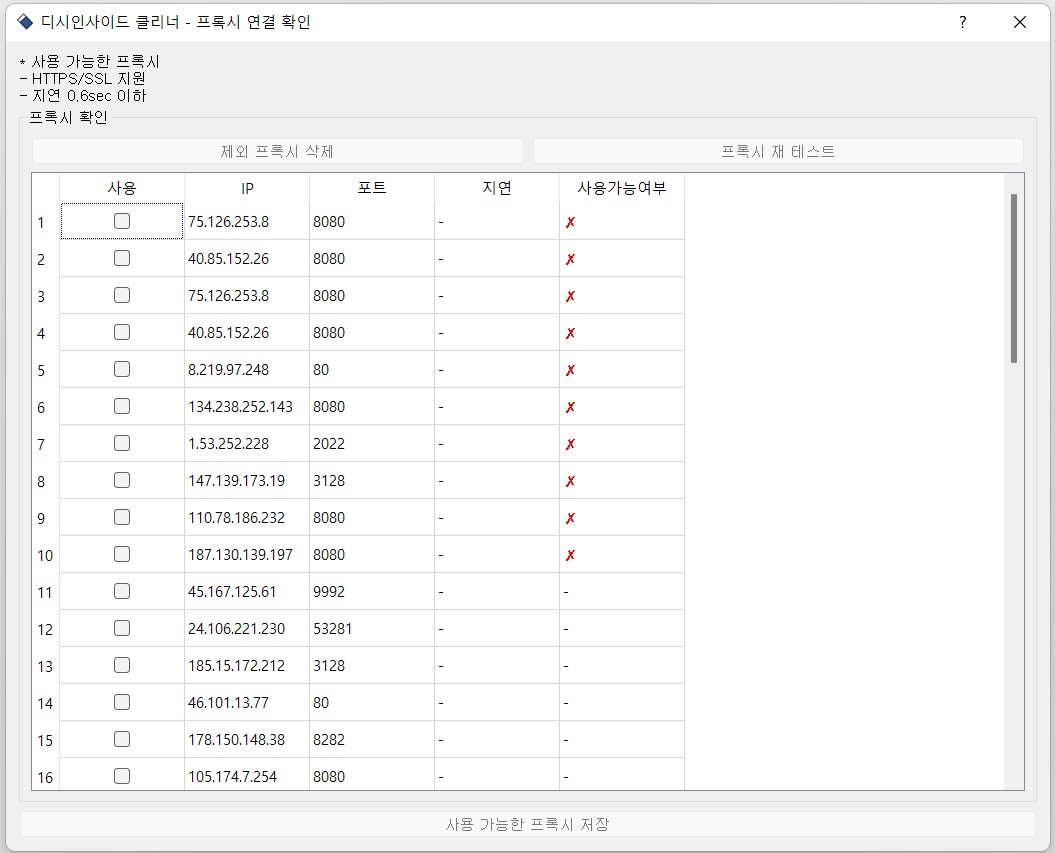 디시인사이드 클리너 - 프록시 연결 확인 ?
* 사용 가능한 프록시
- HTTPS/SSL 지원
- 지연 0.6sec 이하
프록시 확인
제외 프록시 삭제 프록시 재 테스트
사용 IP 포트 지연 사용가능여부
1 75.126.253.8 8080 - ✗
2 40.85.152.26 8080 - ✗
3 75.126.253.8 8080 - ✗
4 40.85.152.26 8080 - ✗
5 8.219.97.248 80 - ✗
6 134.238.252.143 8080 - ✗
7 1.53.252.228 2022 - ✗
8 147.139.173.19 3128 - ✗
9 110.78.186.232 8080 - ✗
10 187.130.139.197 8080 - ✗
11 45.167.125.61 9992 - -
12 24.106.221.230 53281 - -
13 185.15.172.212 3128 - -
14 46.101.13.77 80 - -
15 178.150.148.38 8282 - -
16 105.174.7.254 8080 - -
사용 가능한 프록시 저장